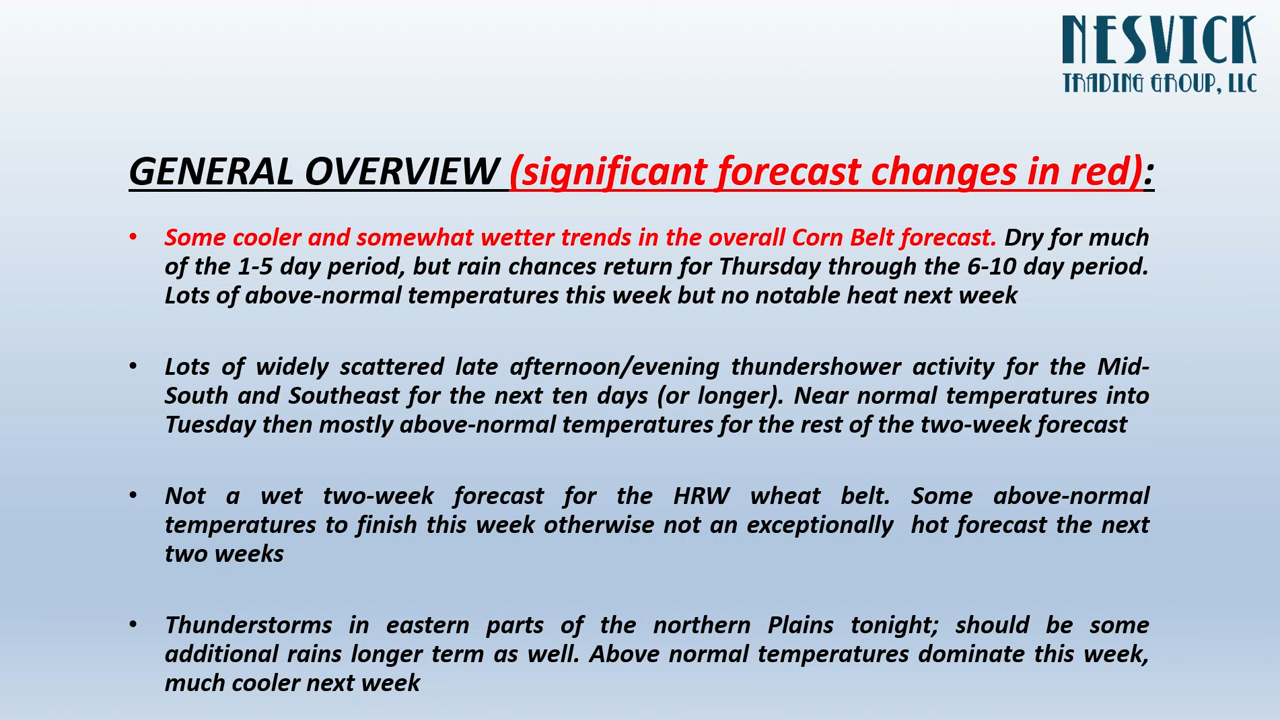 NESVICK
TRADING GROUP, LLC
GENERAL OVERVIEW (significant forecast changes in red):
• Some cooler and somewhat wetter trends in the overall Corn Belt forecast. Dry for much
of the 1-5 day period, but rain chances return for Thursday through the 6-10 day period.
Lots of above-normal temperatures this week but no notable heat next week
• Lots of widely scattered late afternoon/evening thundershower activity for the Mid-
South and Southeast for the next ten days (or longer). Near normal temperatures into
Tuesday then mostly above-normal temperatures for the rest of the two-week forecast
• Not a wet two-week forecast for the HRW wheat belt. Some above-normal
temperatures to finish this week otherwise not an exceptionally hot forecast the next
two weeks
• Thunderstorms in eastern parts of the northern Plains tonight; should be some
additional rains longer term as well. Above normal temperatures dominate this week,
much cooler next week